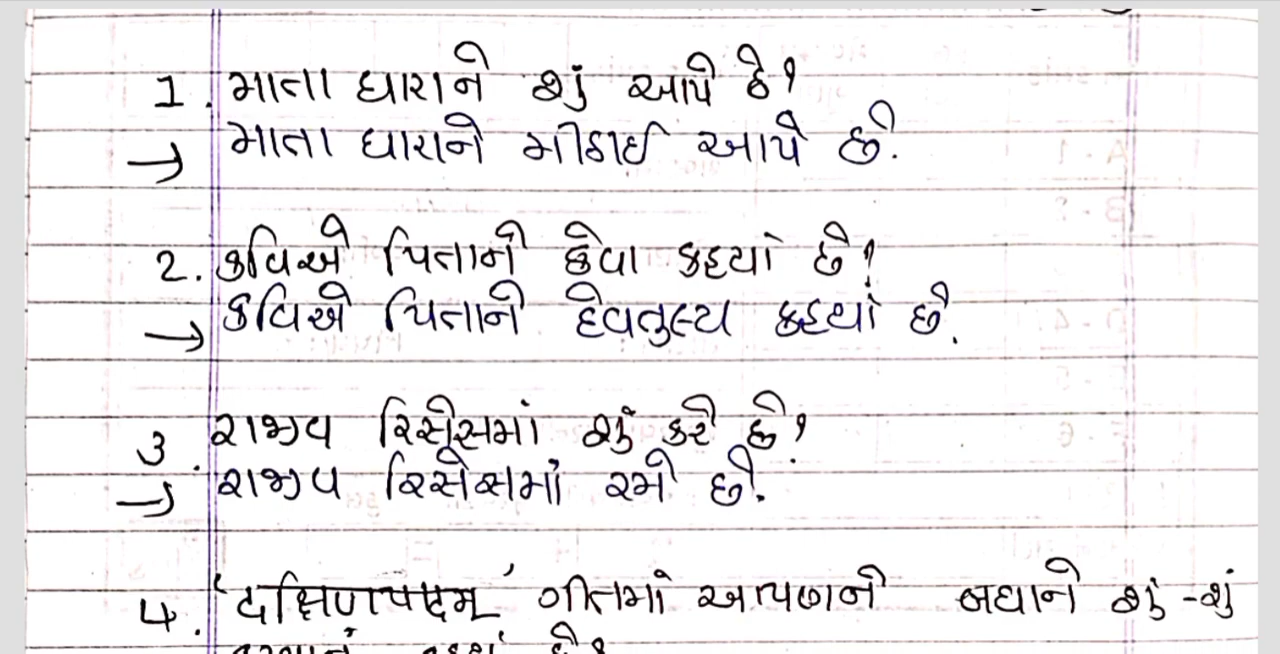 1. માતા ધારાને શું આપે છે?
→ માતા ધારાને મીઠાઈ આપે છે.
2. કવિએ પિતાને કેવા કહ્યાં છે?
→ કવિએ પિતાને દેવતુલ્ય કહ્યાં છે.
3. રાજીવ રિસેસમાં શું કરે છે?
→ રાજીવ રિસેસમાં રમે છે.
4. 'દક્ષિણપદમ્' ગીતમાં આપણને બધાને શું-શું